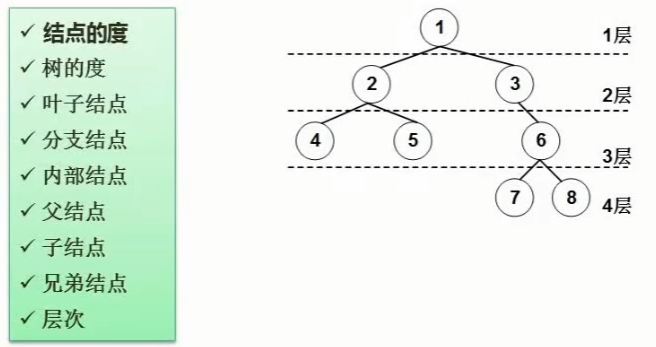 ✓ 结点的度
✓ 树的度
✓ 叶子结点
✓ 分支结点
✓ 内部结点
✓ 父结点
✓ 子结点
✓ 兄弟结点
✓ 层次
1
1层
2 3
2层
4 5 6
3层
7 8
4层